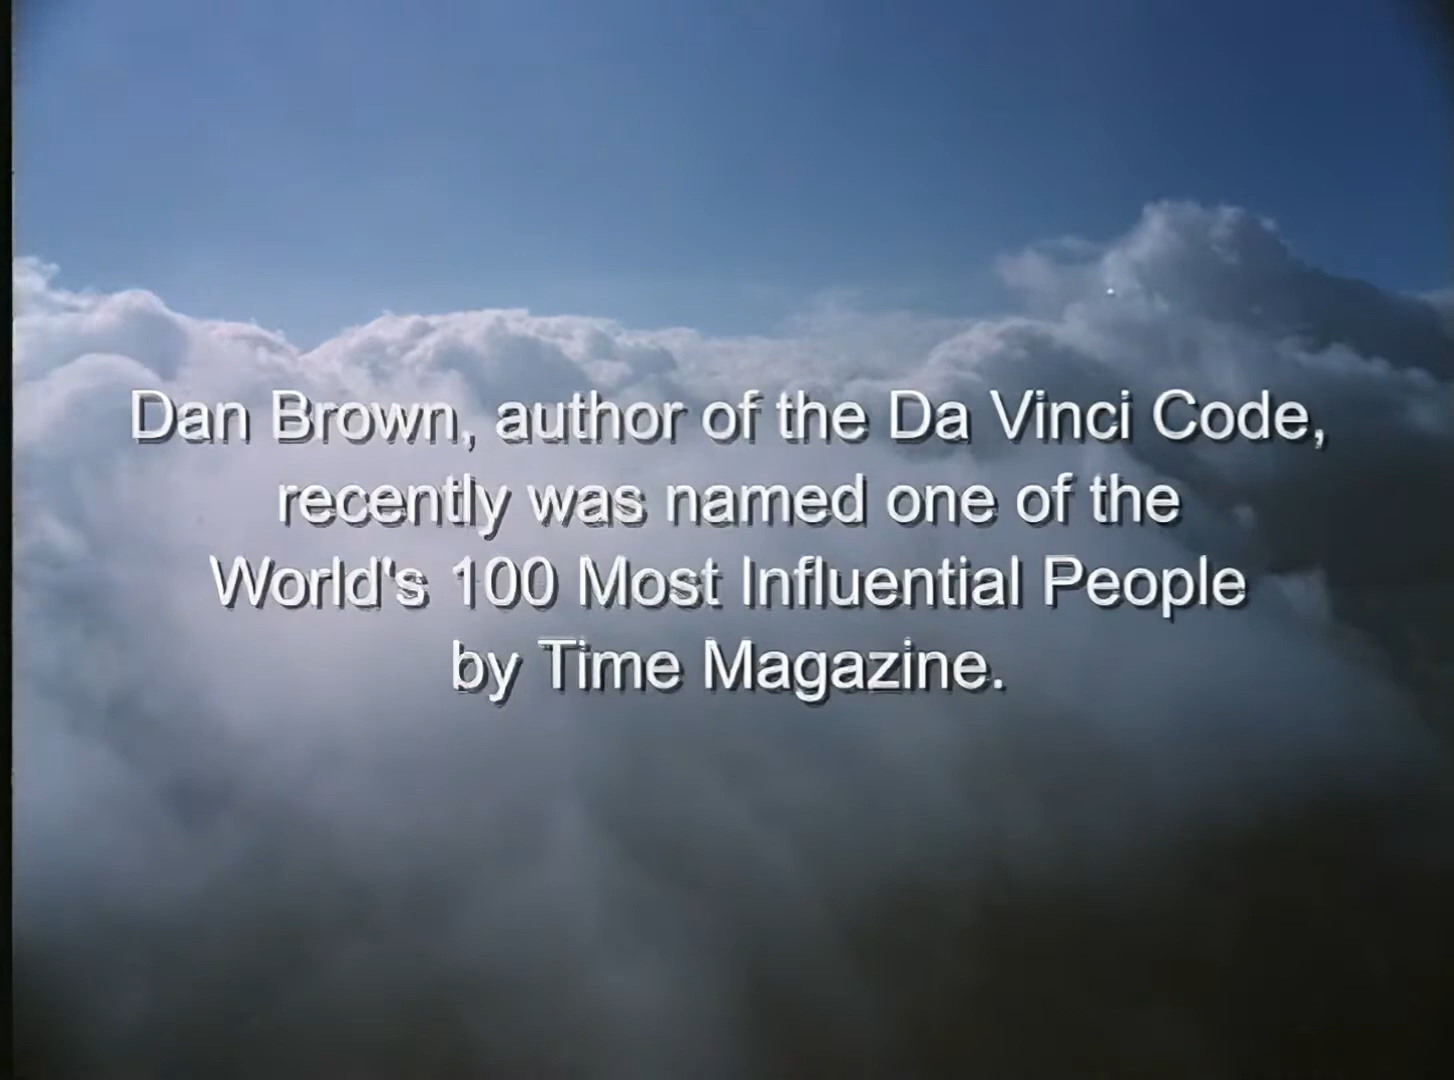 Dan Brown, author of the Da Vinci Code,
recently was named one of the
World's 100 Most Influential People
by Time Magazine.